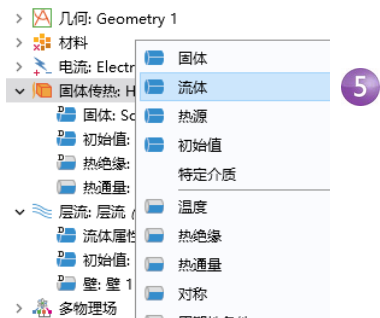 几何: Geometry 1
材料
电流: Electr
固体传热: H
固体: So
初始值:
热绝缘:
热通量:
层流: 层流
流体属性
初始值:
壁: 壁 1
多物理场
固体
流体
热源
初始值
特定介质
温度
热绝缘
热通量
对称
5